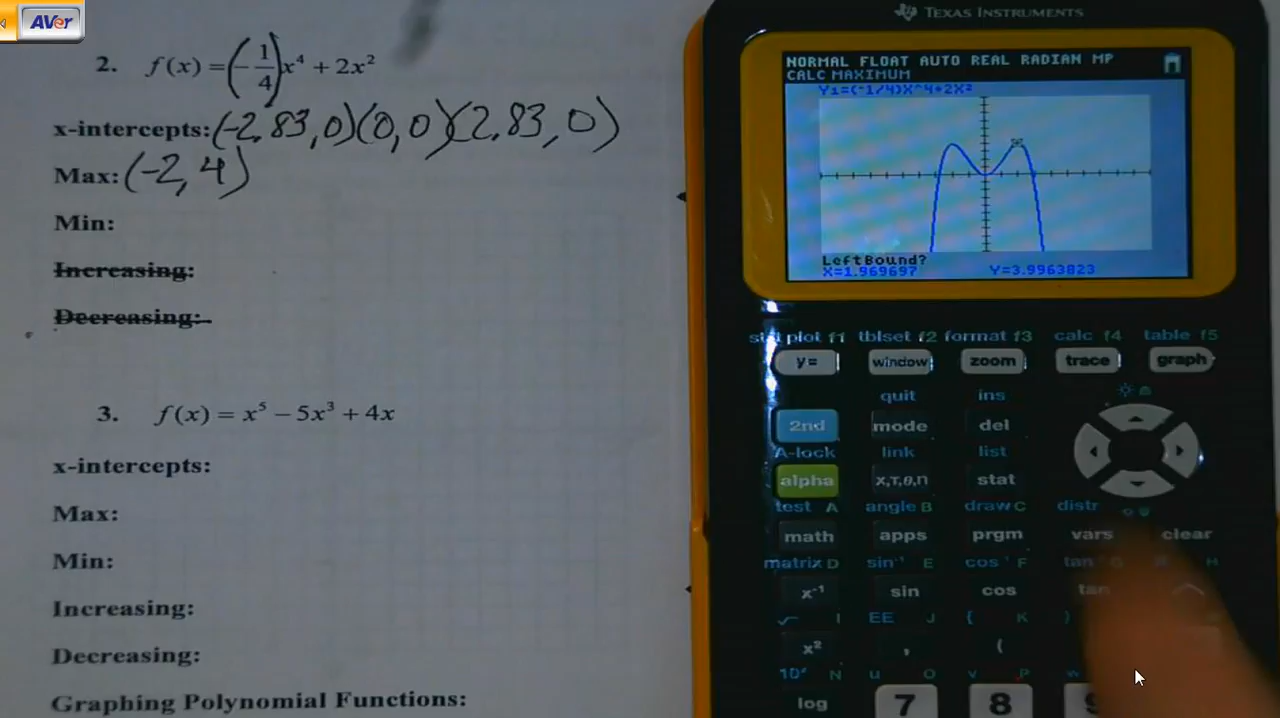 AVer
2. f(x) = (-1/4)x⁴ + 2x²
x-intercepts: (-2.83, 0)(0, 0)(2.83, 0)
Max: (-2, 4)
Min:
Increasing:
Decreasing:
3. f(x) = x⁵ − 5x³ + 4x
x-intercepts:
Max:
Min:
Increasing:
Decreasing:
Graphing Polynomial Functions:
TEXAS INSTRUMENTS
NORMAL FLOAT AUTO REAL RADIAN MP
CALC MAXIMUM
Y1=(-1/4)X^4+2X²
LeftBound?
X=1.969697 Y=3.9963823
stat plot f1 tblset f2 format f3 calc f4 table f5
y= window zoom trace graph
quit ins
2nd mode del
A-lock link list
alpha X,T,θ,n stat
test A angle B draw C distr
math apps prgm vars clear
matrix D sin⁻¹ E cos⁻¹ F tan⁻¹ G H
x⁻¹ sin cos tan
√ I EE J { K }
x² , (
10ˣ N u O v P w
log 7 8 9